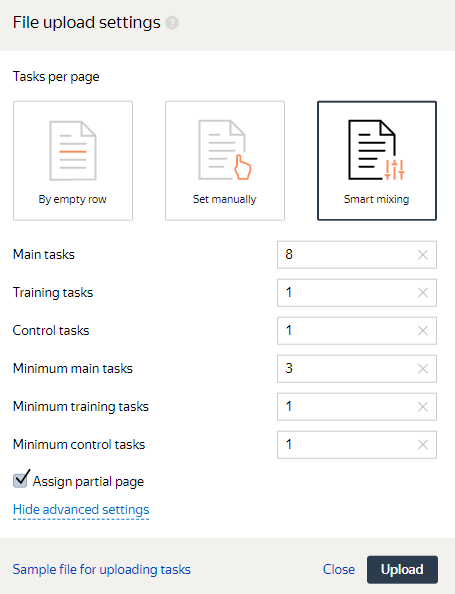 File upload settings ?
Tasks per page
By empty row Set manually Smart mixing
Main tasks 8
Training tasks 1
Control tasks 1
Minimum main tasks 3
Minimum training tasks 1
Minimum control tasks 1
Assign partial page
Hide advanced settings
Sample file for uploading tasks Close Upload